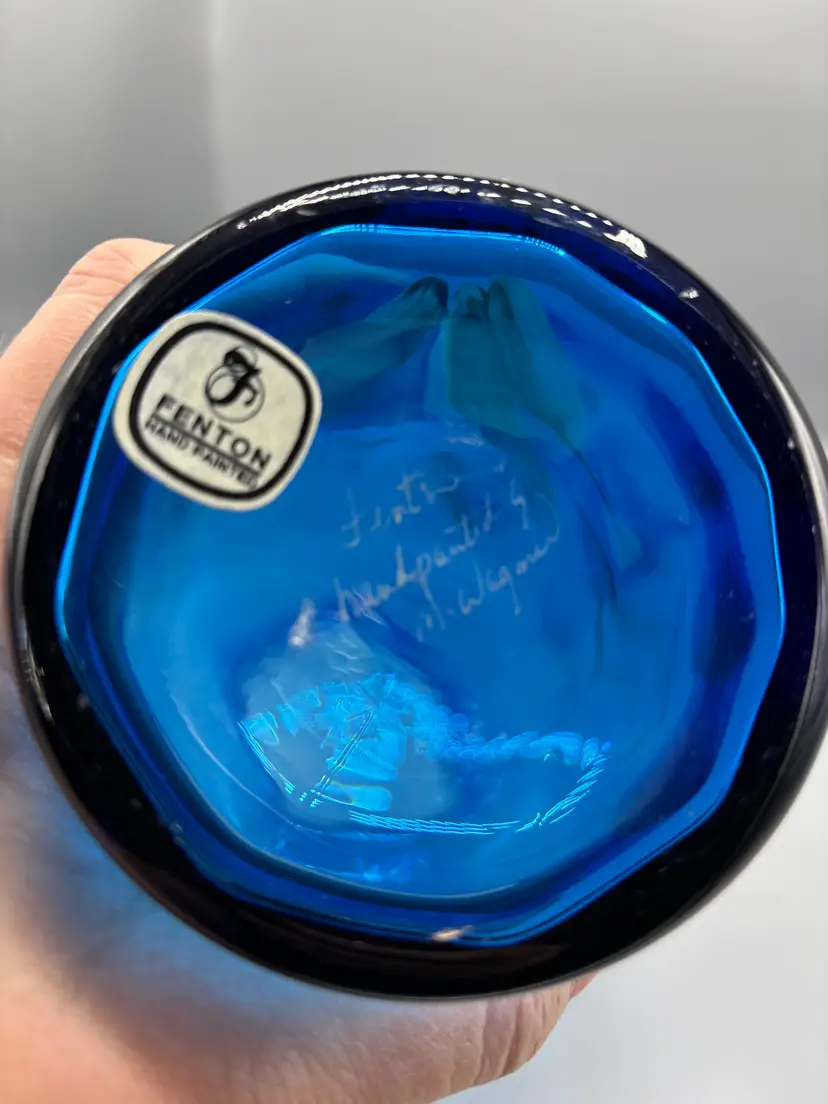 F
FENTON
HAND PAINTED
Fenton
handpainted by
M. Wagner